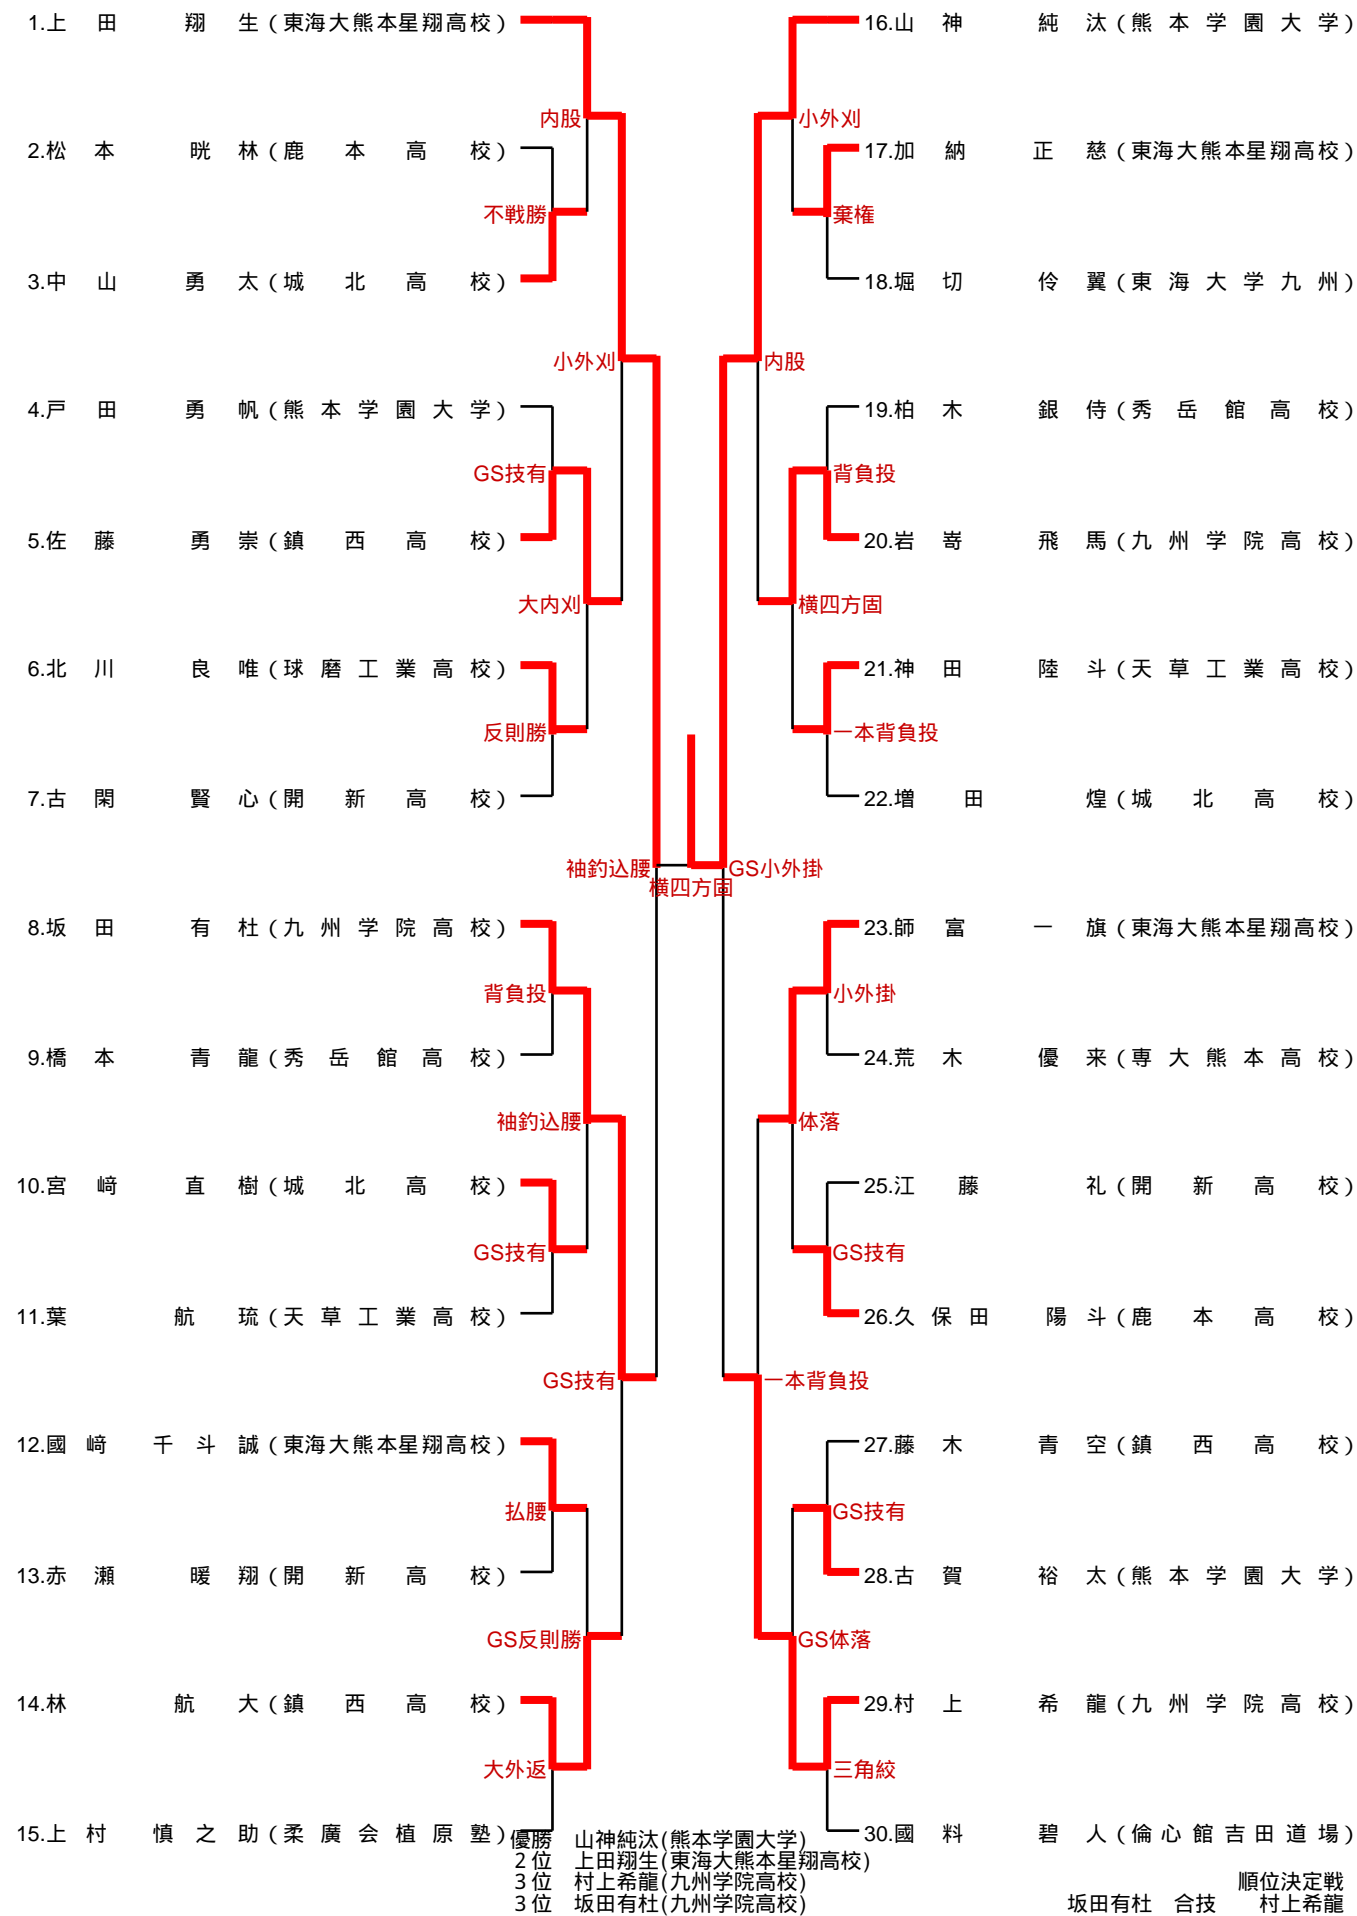 1.上田 翔生(東海大熊本星翔高校)
16.山神 純汰(熊本学園大学)
内股
小外刈
2.松本 晄林(鹿本高校)
17.加納 正慈(東海大熊本星翔高校)
不戦勝
棄権
3.中山 勇太(城北高校)
18.堀切 伶翼(東海大学九州)
小外刈
内股
4.戸田 勇帆(熊本学園大学)
19.柏木 銀侍(秀岳館高校)
GS技有
背負投
5.佐藤 勇崇(鎮西高校)
20.岩嵜 飛馬(九州学院高校)
大内刈
横四方固
6.北川 良唯(球磨工業高校)
21.神田 陸斗(天草工業高校)
反則勝
一本背負投
7.古閑 賢心(開新高校)
22.増田 煌(城北高校)
袖釣込腰
GS小外掛
横四方固
8.坂田 有杜(九州学院高校)
23.師富 一旗(東海大熊本星翔高校)
背負投
小外掛
9.橋本 青龍(秀岳館高校)
24.荒木 優来(専大熊本高校)
袖釣込腰
体落
10.宮﨑 直樹(城北高校)
25.江藤 礼(開新高校)
GS技有
GS技有
11.葉 航琉(天草工業高校)
26.久保田 陽斗(鹿本高校)
GS技有
一本背負投
12.國﨑 千斗誠(東海大熊本星翔高校)
27.藤木 青空(鎮西高校)
払腰
GS技有
13.赤瀬 暖翔(開新高校)
28.古賀 裕太(熊本学園大学)
GS反則勝
GS体落
14.林 航大(鎮西高校)
29.村上 希龍(九州学院高校)
大外返
三角絞
15.上村 慎之助(柔廣会植原塾)
30.國料 碧人(倫心館吉田道場)
優勝 山神純汰(熊本学園大学)
2位 上田翔生(東海大熊本星翔高校)
3位 村上希龍(九州学院高校)
3位 坂田有杜(九州学院高校)
順位決定戦
坂田有杜 合技 村上希龍